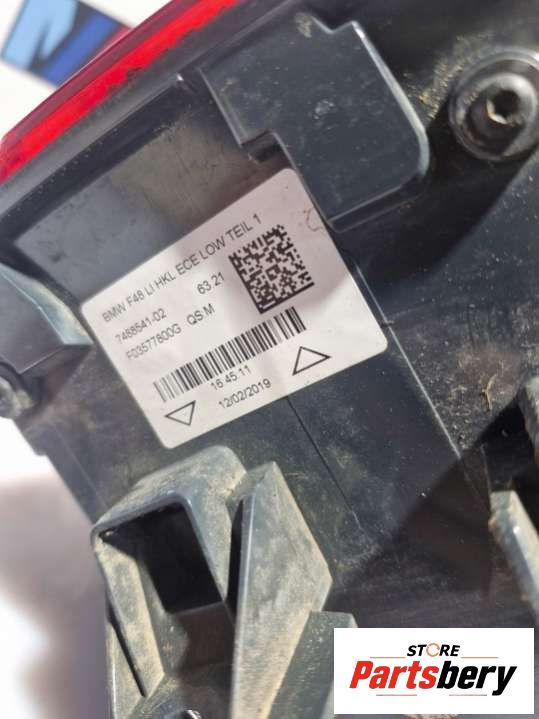 BMW F48 LI HKL ECE LOW TEIL 1
7488541-02 63.21
F03577800G QS.M
16.45.11
12/02/2019
STORE
Partsbery